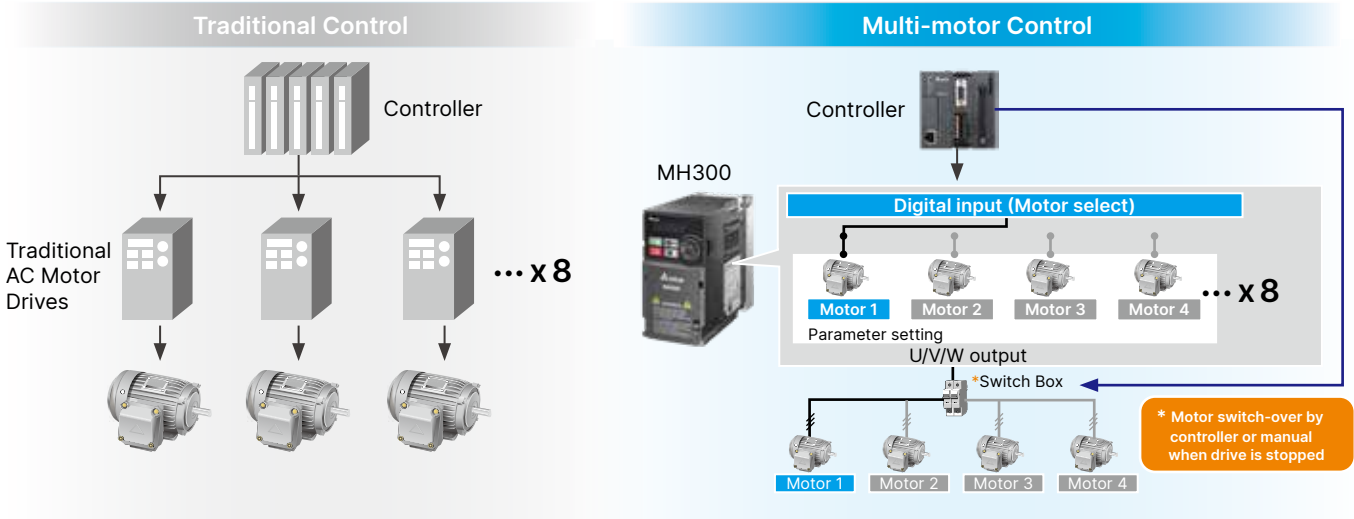 Traditional Control
Controller
Traditional
AC Motor
Drives
... x 8
Multi-motor Control
Controller
MH300
Digital input (Motor select)
Motor 1
Motor 2
Motor 3
Motor 4
... x 8
Parameter setting
U/V/W output
*Switch Box
* Motor switch-over by
controller or manual
when drive is stopped
Motor 1
Motor 2
Motor 3
Motor 4